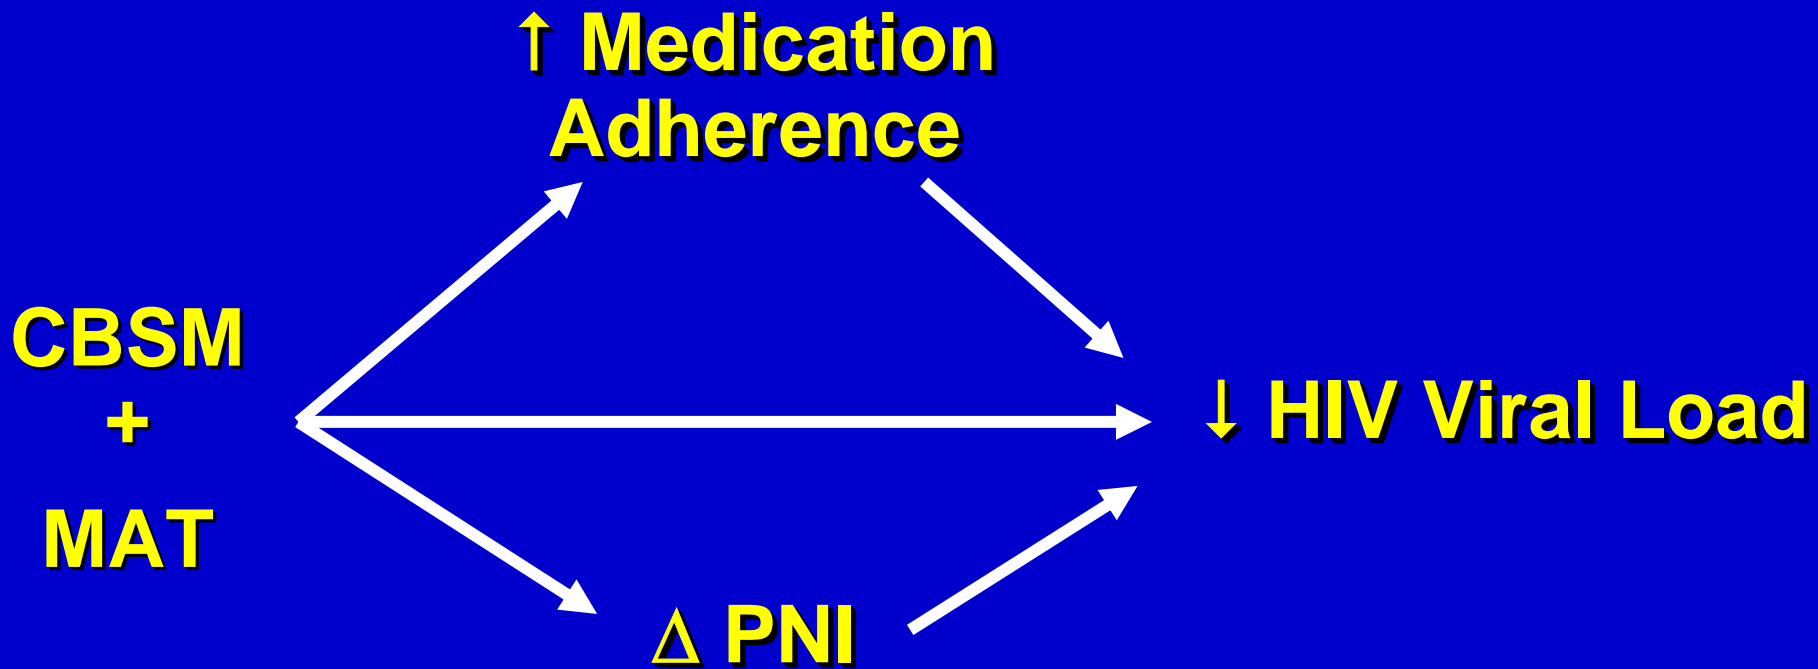 ↑ Medication
Adherence
CBSM
+
MAT
↓ HIV Viral Load
Δ PNI